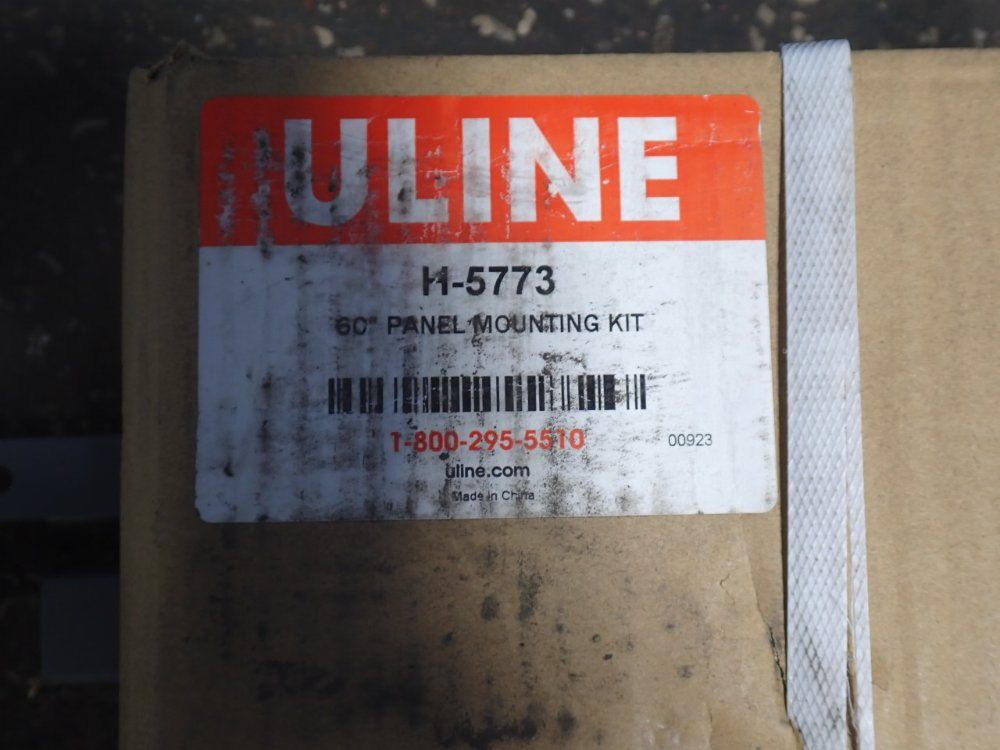 ULINE
H-5773
60" PANEL MOUNTING KIT
1-800-295-5510 00923
uline.com
Made in China